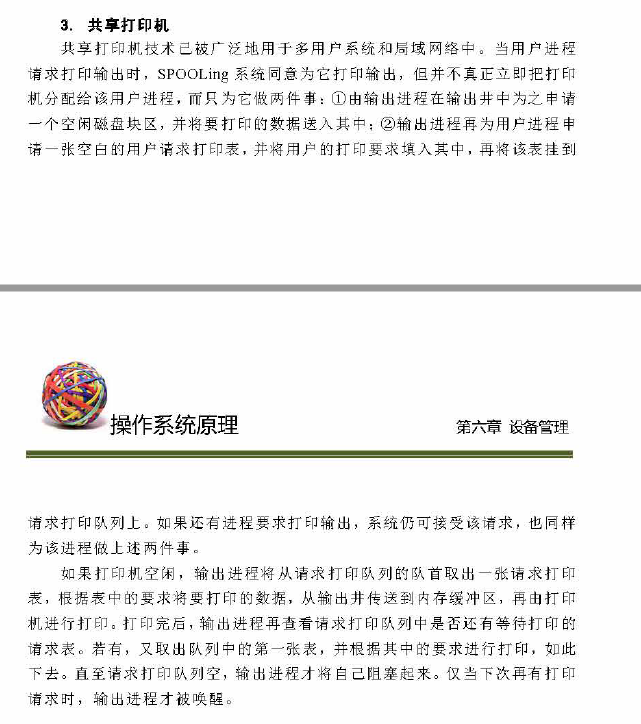 3. 共享打印机
共享打印机技术已被广泛地用于多用户系统和局域网络中。当用户进程
请求打印输出时，SPOOLing 系统同意为它打印输出，但并不真正立即把打印
机分配给该用户进程，而只为它做两件事：①由输出进程在输出井中为之申请
一个空闲磁盘块区，并将要打印的数据送入其中；②输出进程再为用户进程申
请一张空白的用户请求打印表，并将用户的打印要求填入其中，再将该表挂到
操作系统原理
第六章 设备管理
请求打印队列上。如果还有进程要求打印输出，系统仍可接受该请求，也同样
为该进程做上述两件事。
如果打印机空闲，输出进程将从请求打印队列的队首取出一张请求打印
表，根据表中的要求将要打印的数据，从输出井传送到内存缓冲区，再由打印
机进行打印。打印完后，输出进程再查看请求打印队列中是否还有等待打印的
请求表。若有，又取出队列中的第一张表，并根据其中的要求进行打印，如此
下去。直至请求打印队列空，输出进程才将自己阻塞起来。仅当下次再有打印
请求时，输出进程才被唤醒。